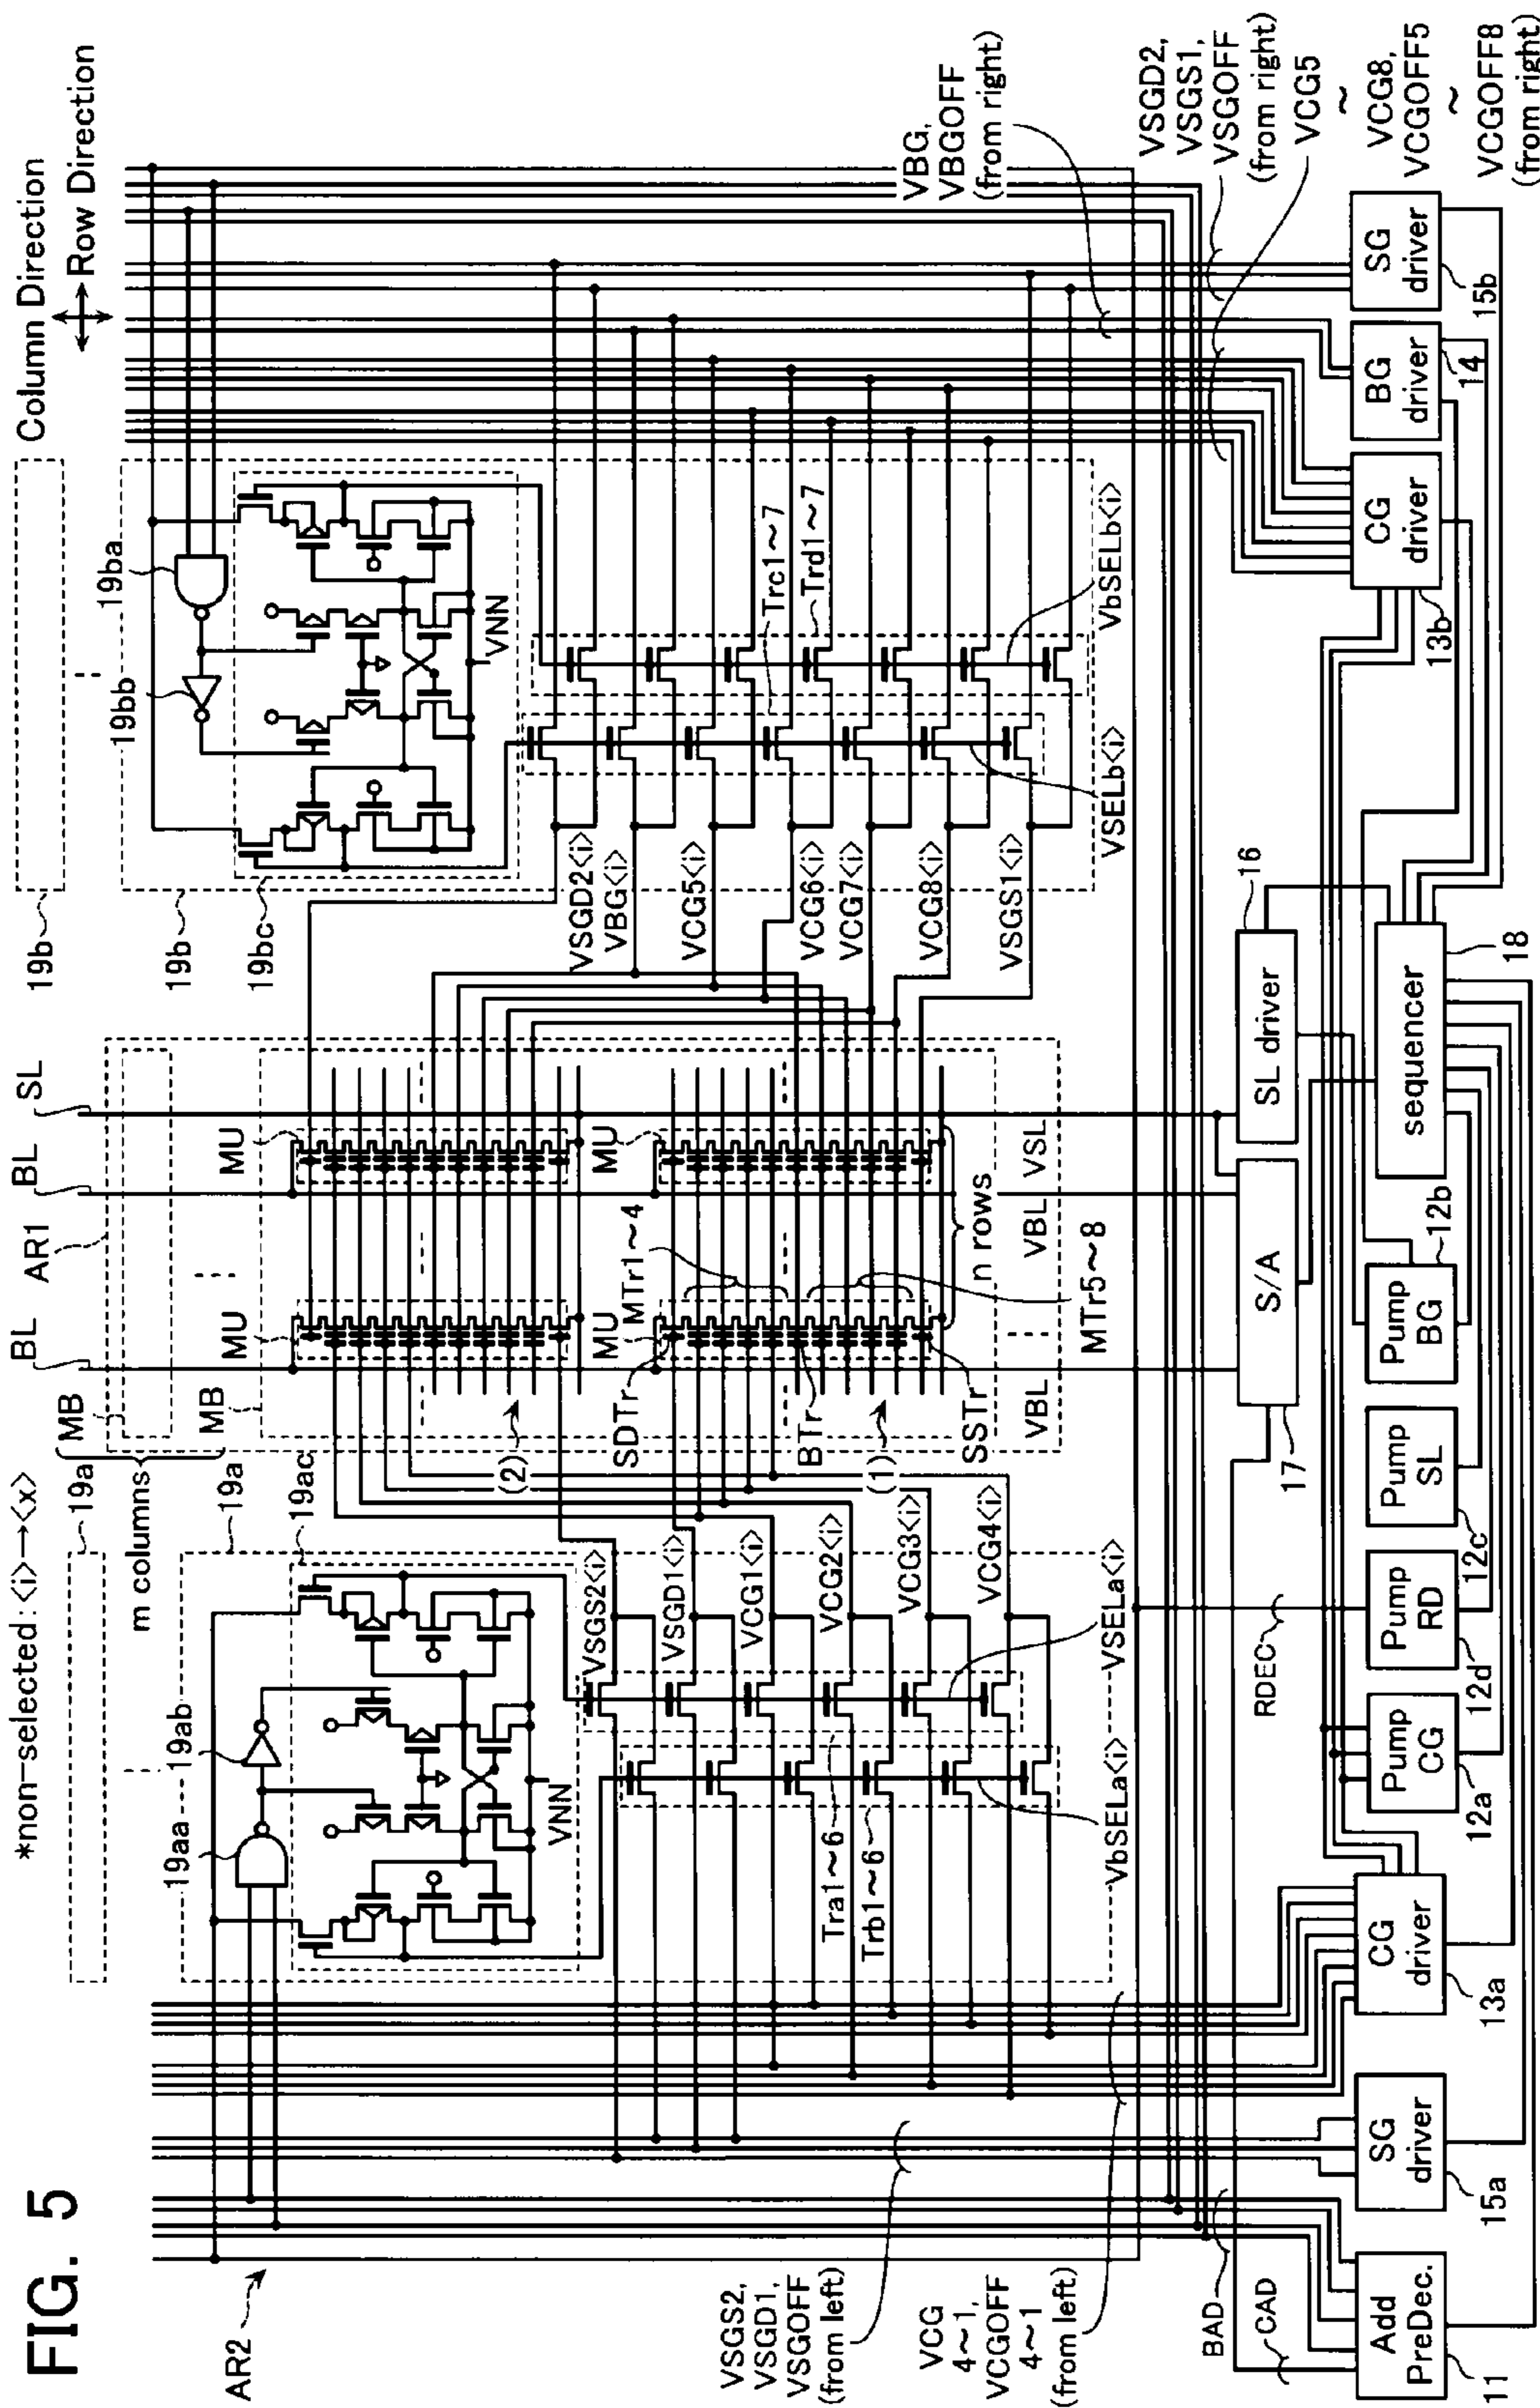 FIG. 5
*non-selected:<i>→<x>
Column Direction
Row Direction
AR2
19a
m columns
19a
19ac
19aa
19ab
VNN
MB
MB
BL
AR1
BL
SL
MU
MU
MU
MU
(2)
(1)
SDTr
MTr1~4
BTr
SSTr
MTr5~8
n rows
VBL
VBL
VSL
19b
19b
19bc
19bb
19ba
VNN
VSGS2<i>
VSGD1<i>
VCG1<i>
VCG2<i>
VCG3<i>
VCG4<i>
Tra1~6
Trb1~6
VbSELa<i>
VSELa<i>
VSGD2<i>
VBG<i>
VCG5<i>
VCG6<i>
VCG7<i>
VCG8<i>
VSGS1<i>
VSELb<i>
VbSELb<i>
Trc1~7
Trd1~7
VBG,
VBGOFF
(from right)
VSGD2,
VSGS1,
VSGOFF
(from right)
VCG5
~
VCG8,
VCGOFF5
~
VCGOFF8
(from right)
VSGS2,
VSGD1,
VSGOFF
(from left)
VCG
4~1,
VCGOFF
4~1
(from left)
BAD
CAD
RDEC
Add
PreDec.
11
SG
driver
15a
CG
driver
13a
Pump
CG
12a
Pump
RD
12d
Pump
SL
12c
Pump
BG
12b
S/A
17
SL driver
16
sequencer
18
CG
driver
13b
BG
driver
14
SG
driver
15b